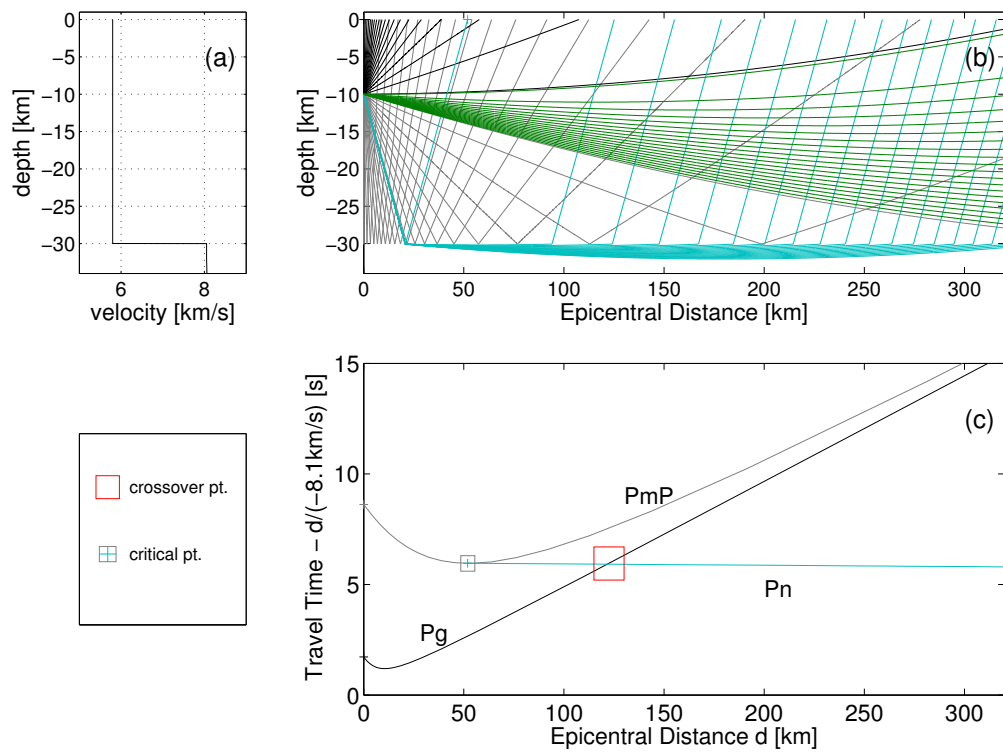 (a)
0
−5
−10
−15
−20
−25
−30
depth [km]
6 8
velocity [km/s]
(b)
0
−5
−10
−15
−20
−25
−30
depth [km]
0 50 100 150 200 250 300
Epicentral Distance [km]
crossover pt.
critical pt.
(c)
15
10
5
0
Travel Time − d/(−8.1km/s) [s]
PmP
Pn
Pg
0 50 100 150 200 250 300
Epicentral Distance d [km]